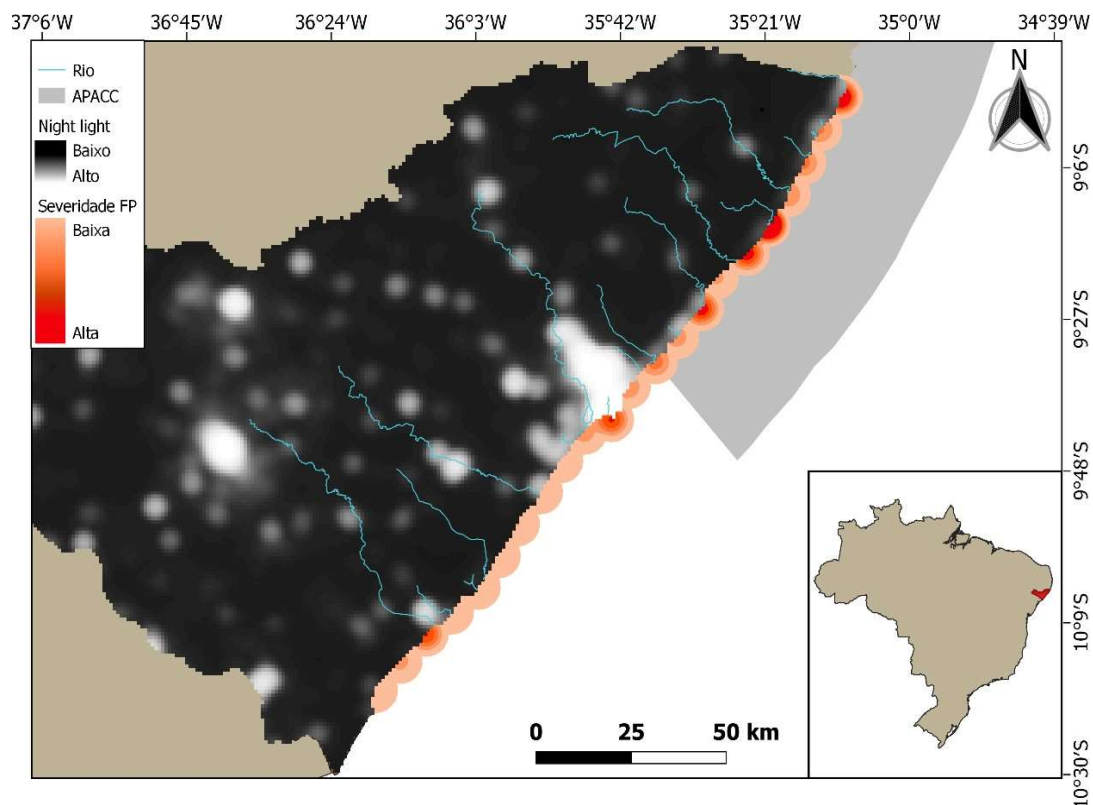 37°6′W 36°45′W 36°24′W 36°3′W 35°42′W 35°21′W 35°0′W 34°39′W
Rio
APACC
Night light
Baixo
Alto
Severidade FP
Baixa
Alta
N
9°6′S
9°27′S
9°48′S
10°9′S
10°30′S
0 25 50 km